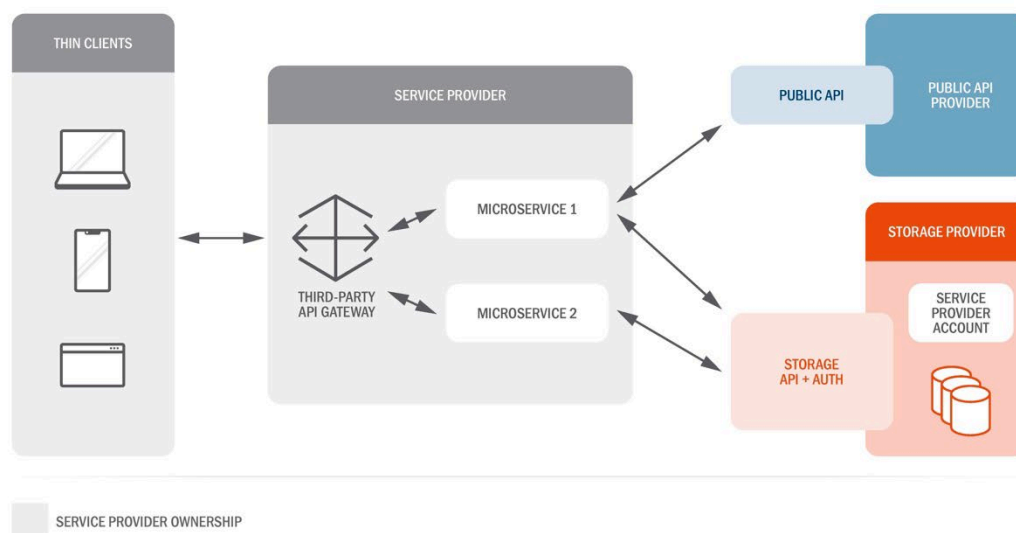 THIN CLIENTS
SERVICE PROVIDER
THIRD-PARTY
API GATEWAY
MICROSERVICE 1
MICROSERVICE 2
PUBLIC API
PUBLIC API
PROVIDER
STORAGE PROVIDER
SERVICE
PROVIDER
ACCOUNT
STORAGE
API + AUTH
SERVICE PROVIDER OWNERSHIP